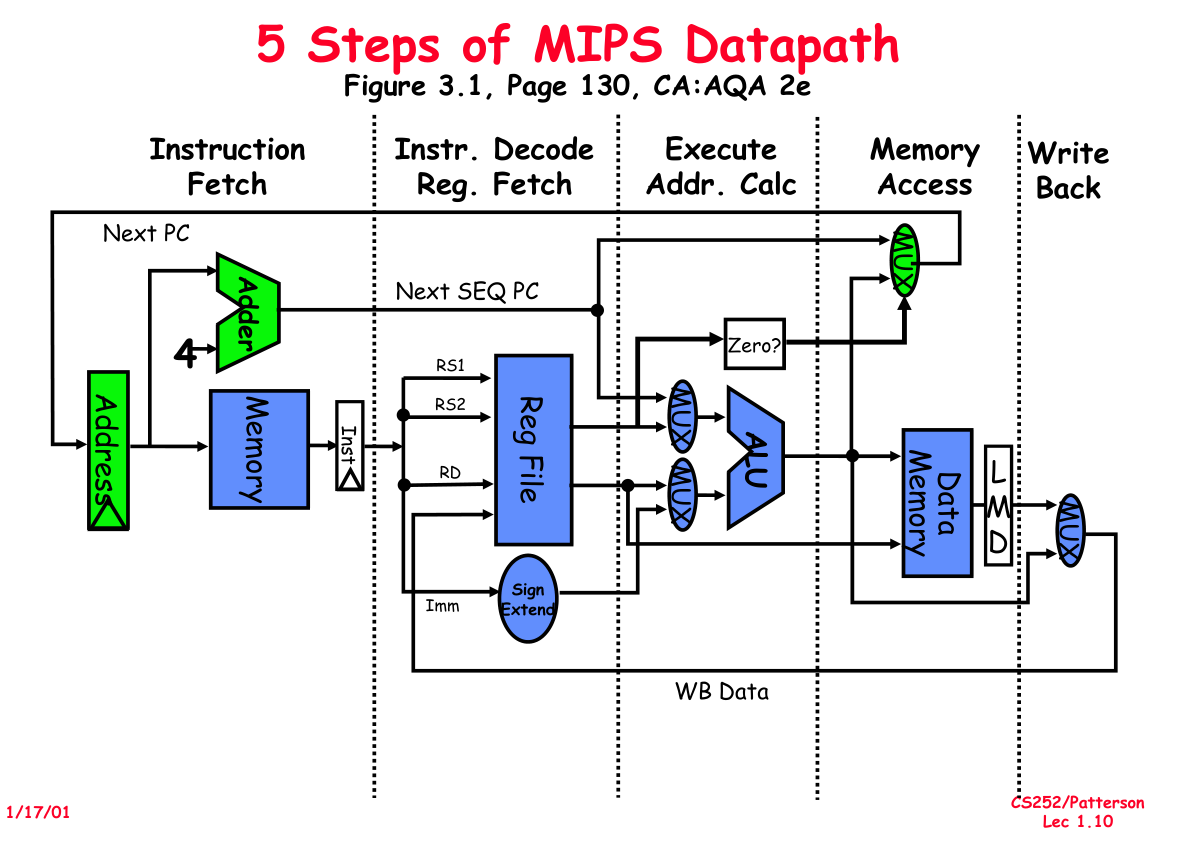 5 Steps of MIPS Datapath
Figure 3.1, Page 130, CA:AQA 2e
Instruction
Fetch
Instr. Decode
Reg. Fetch
Execute
Addr. Calc
Memory
Access
Write
Back
Next PC
MUX
Adder
Next SEQ PC
4
Zero?
Address
Memory
Inst
RS1
RS2
RD
Reg File
MUX
MUX
ALU
Data
Memory
L
M
D
MUX
Sign
Extend
Imm
WB Data
1/17/01
CS252/Patterson
Lec 1.10